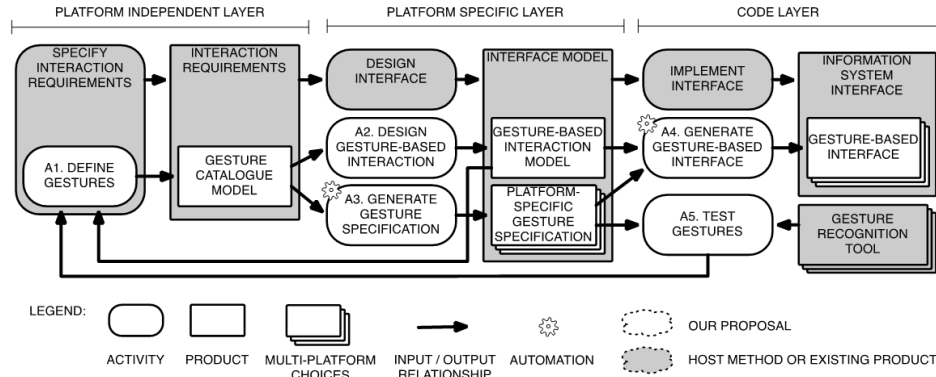 PLATFORM INDEPENDENT LAYER
PLATFORM SPECIFIC LAYER
CODE LAYER
SPECIFY
INTERACTION
REQUIREMENTS
INTERACTION
REQUIREMENTS
DESIGN
INTERFACE
INTERFACE MODEL
IMPLEMENT
INTERFACE
INFORMATION
SYSTEM
INTERFACE
A1. DEFINE
GESTURES
GESTURE
CATALOGUE
MODEL
A2. DESIGN
GESTURE-BASED
INTERACTION
GESTURE-BASED
INTERACTION
MODEL
A4. GENERATE
GESTURE-BASED
INTERFACE
GESTURE-BASED
INTERFACE
A3. GENERATE
GESTURE
SPECIFICATION
PLATFORM-
SPECIFIC
GESTURE
SPECIFICATION
A5. TEST
GESTURES
GESTURE
RECOGNITION
TOOL
LEGEND:
ACTIVITY
PRODUCT
MULTI-PLATFORM
CHOICES
INPUT / OUTPUT
RELATIONSHIP
AUTOMATION
OUR PROPOSAL
HOST METHOD OR EXISTING PRODUCT